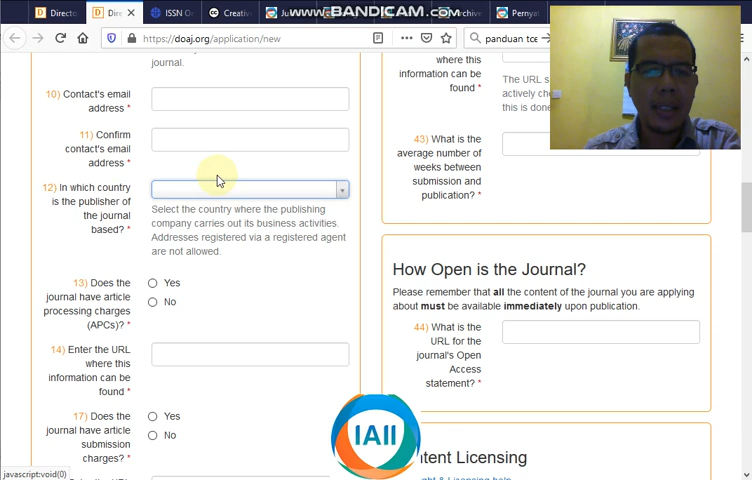 Directo
Dire
ISSN O
Creative
Ju
www.BANDICAM.com
rchive
Pernyat
https://doaj.org/application/new
panduan tce
journal.
10) Contact's email
address *
11) Confirm
contact's email
address *
12) In which country
is the publisher of
the journal
based? *
Select the country where the publishing
company carries out its business activities.
Addresses registered via a registered agent
are not allowed.
13) Does the
journal have article
processing charges
(APCs)? *
Yes
No
14) Enter the URL
where this
information can be
found *
17) Does the
journal have article
submission
charges? *
Yes
No
javascript:void(0)
where this
information can be
found *
The URL s
actively che
this is done
43) What is the
average number of
weeks between
submission and
publication? *
How Open is the Journal?
Please remember that all the content of the journal you are applying
about must be available immediately upon publication.
44) What is the
URL for the
journal's Open
Access
statement? *
IAII
ntent Licensing